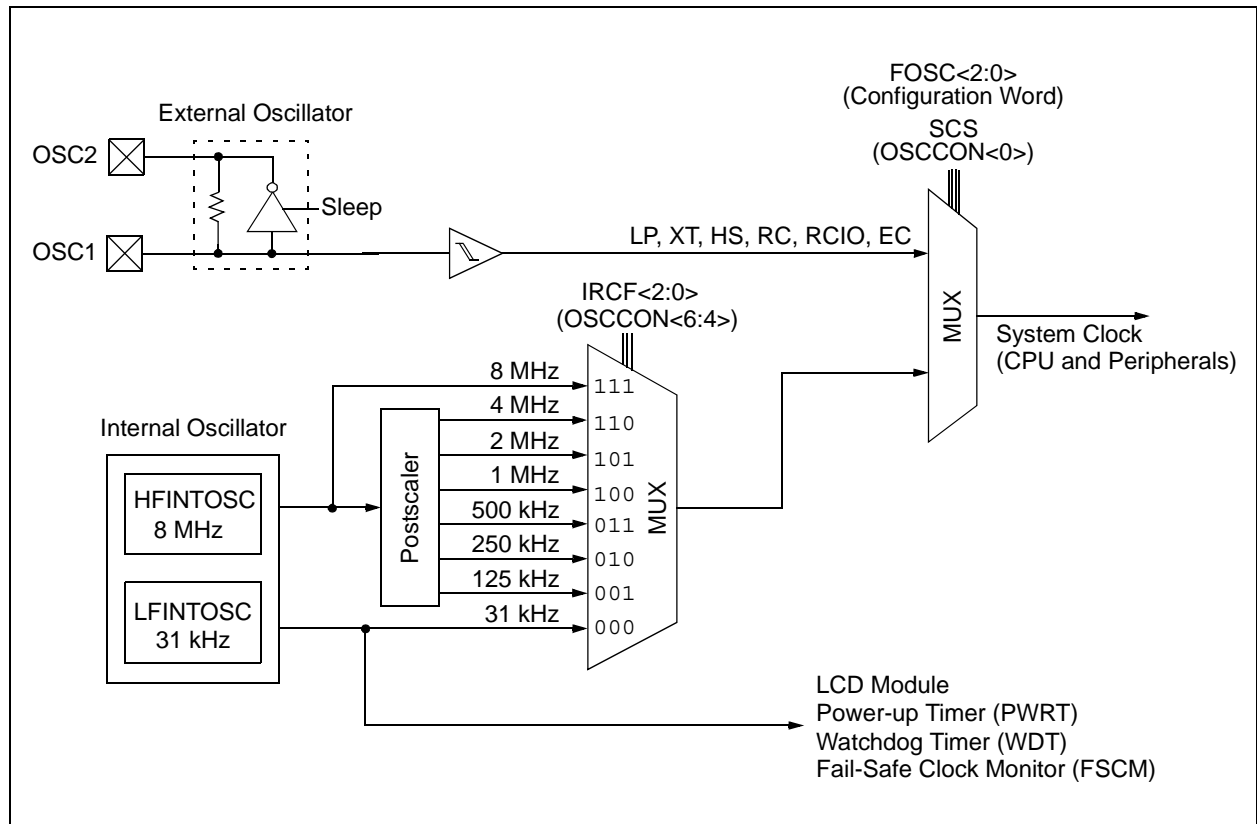 FOSC<2:0>
(Configuration Word)
SCS
(OSCCON<0>)
External Oscillator
OSC2
Sleep
OSC1
LP, XT, HS, RC, RCIO, EC
IRCF<2:0>
(OSCCON<6:4>)
MUX
System Clock
(CPU and Peripherals)
Internal Oscillator
HFINTOSC
8 MHz
LFINTOSC
31 kHz
Postscaler
8 MHz
4 MHz
2 MHz
1 MHz
500 kHz
250 kHz
125 kHz
31 kHz
111
110
101
100
011
010
001
000
MUX
LCD Module
Power-up Timer (PWRT)
Watchdog Timer (WDT)
Fail-Safe Clock Monitor (FSCM)